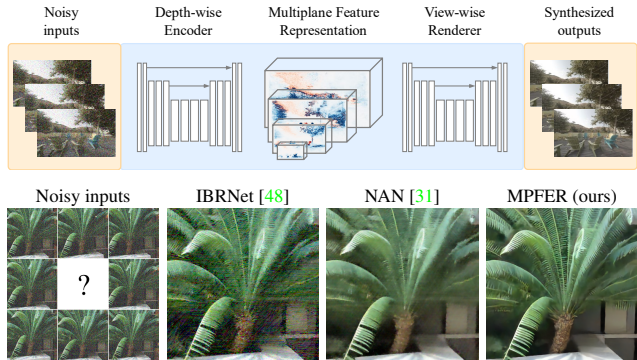 Noisy
inputs
Depth-wise
Encoder
Multiplane Feature
Representation
View-wise
Renderer
Synthesized
outputs
Noisy inputs
IBRNet [48]
NAN [31]
MPFER (ours)
?